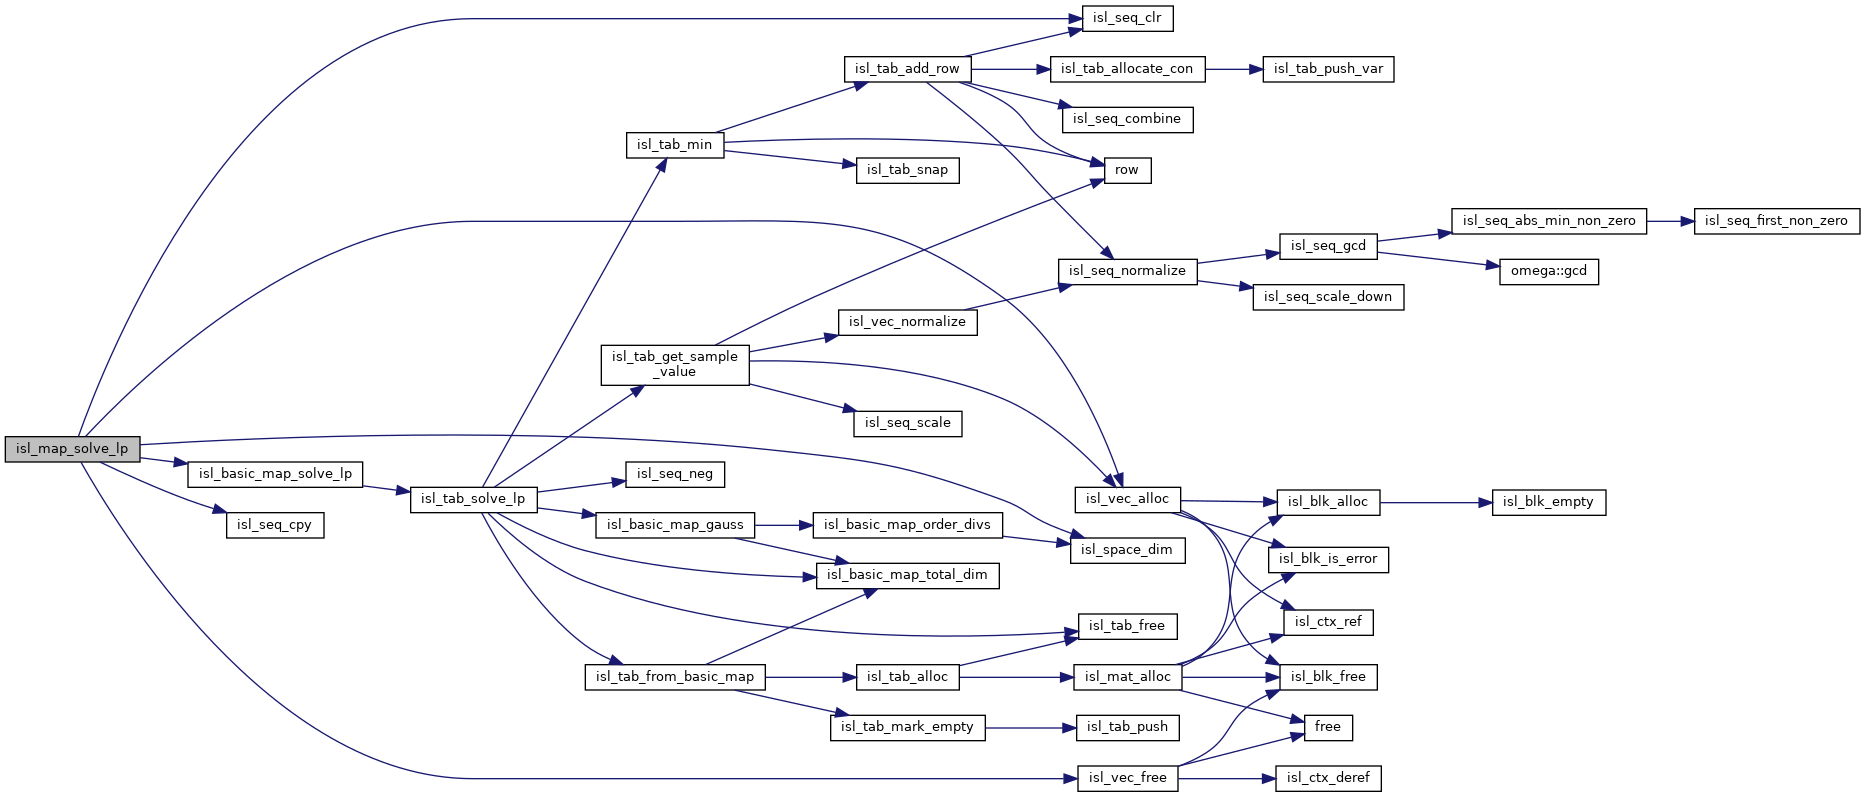 isl_seq_clr
isl_tab_add_row
isl_tab_allocate_con
isl_tab_push_var
isl_seq_combine
isl_tab_min
isl_tab_snap
row
isl_seq_abs_min_non_zero
isl_seq_first_non_zero
isl_seq_gcd
isl_seq_normalize
omega::gcd
isl_seq_scale_down
isl_vec_normalize
isl_tab_get_sample
_value
isl_seq_scale
isl_map_solve_lp
isl_basic_map_solve_lp
isl_seq_neg
isl_tab_solve_lp
isl_vec_alloc
isl_blk_alloc
isl_blk_empty
isl_seq_cpy
isl_basic_map_gauss
isl_basic_map_order_divs
isl_space_dim
isl_blk_is_error
isl_basic_map_total_dim
isl_tab_free
isl_ctx_ref
isl_tab_from_basic_map
isl_tab_alloc
isl_mat_alloc
isl_blk_free
isl_tab_mark_empty
isl_tab_push
free
isl_vec_free
isl_ctx_deref